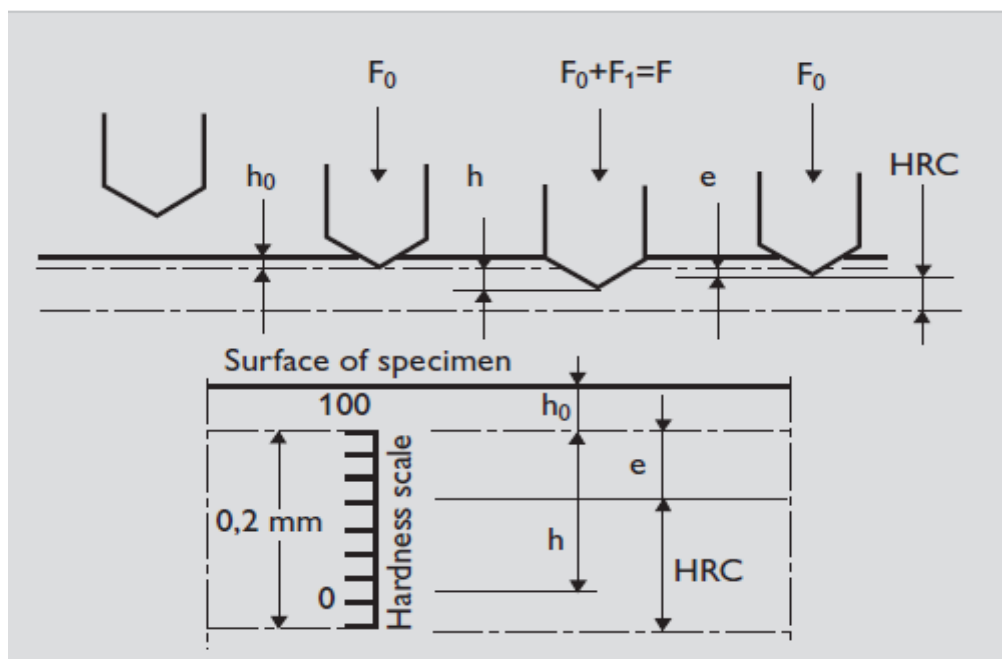 F₀
F₀+F₁=F
F₀
h₀
h
e
HRC
Surface of specimen
100
h₀
e
0,2 mm
Hardness scale
h
HRC
0